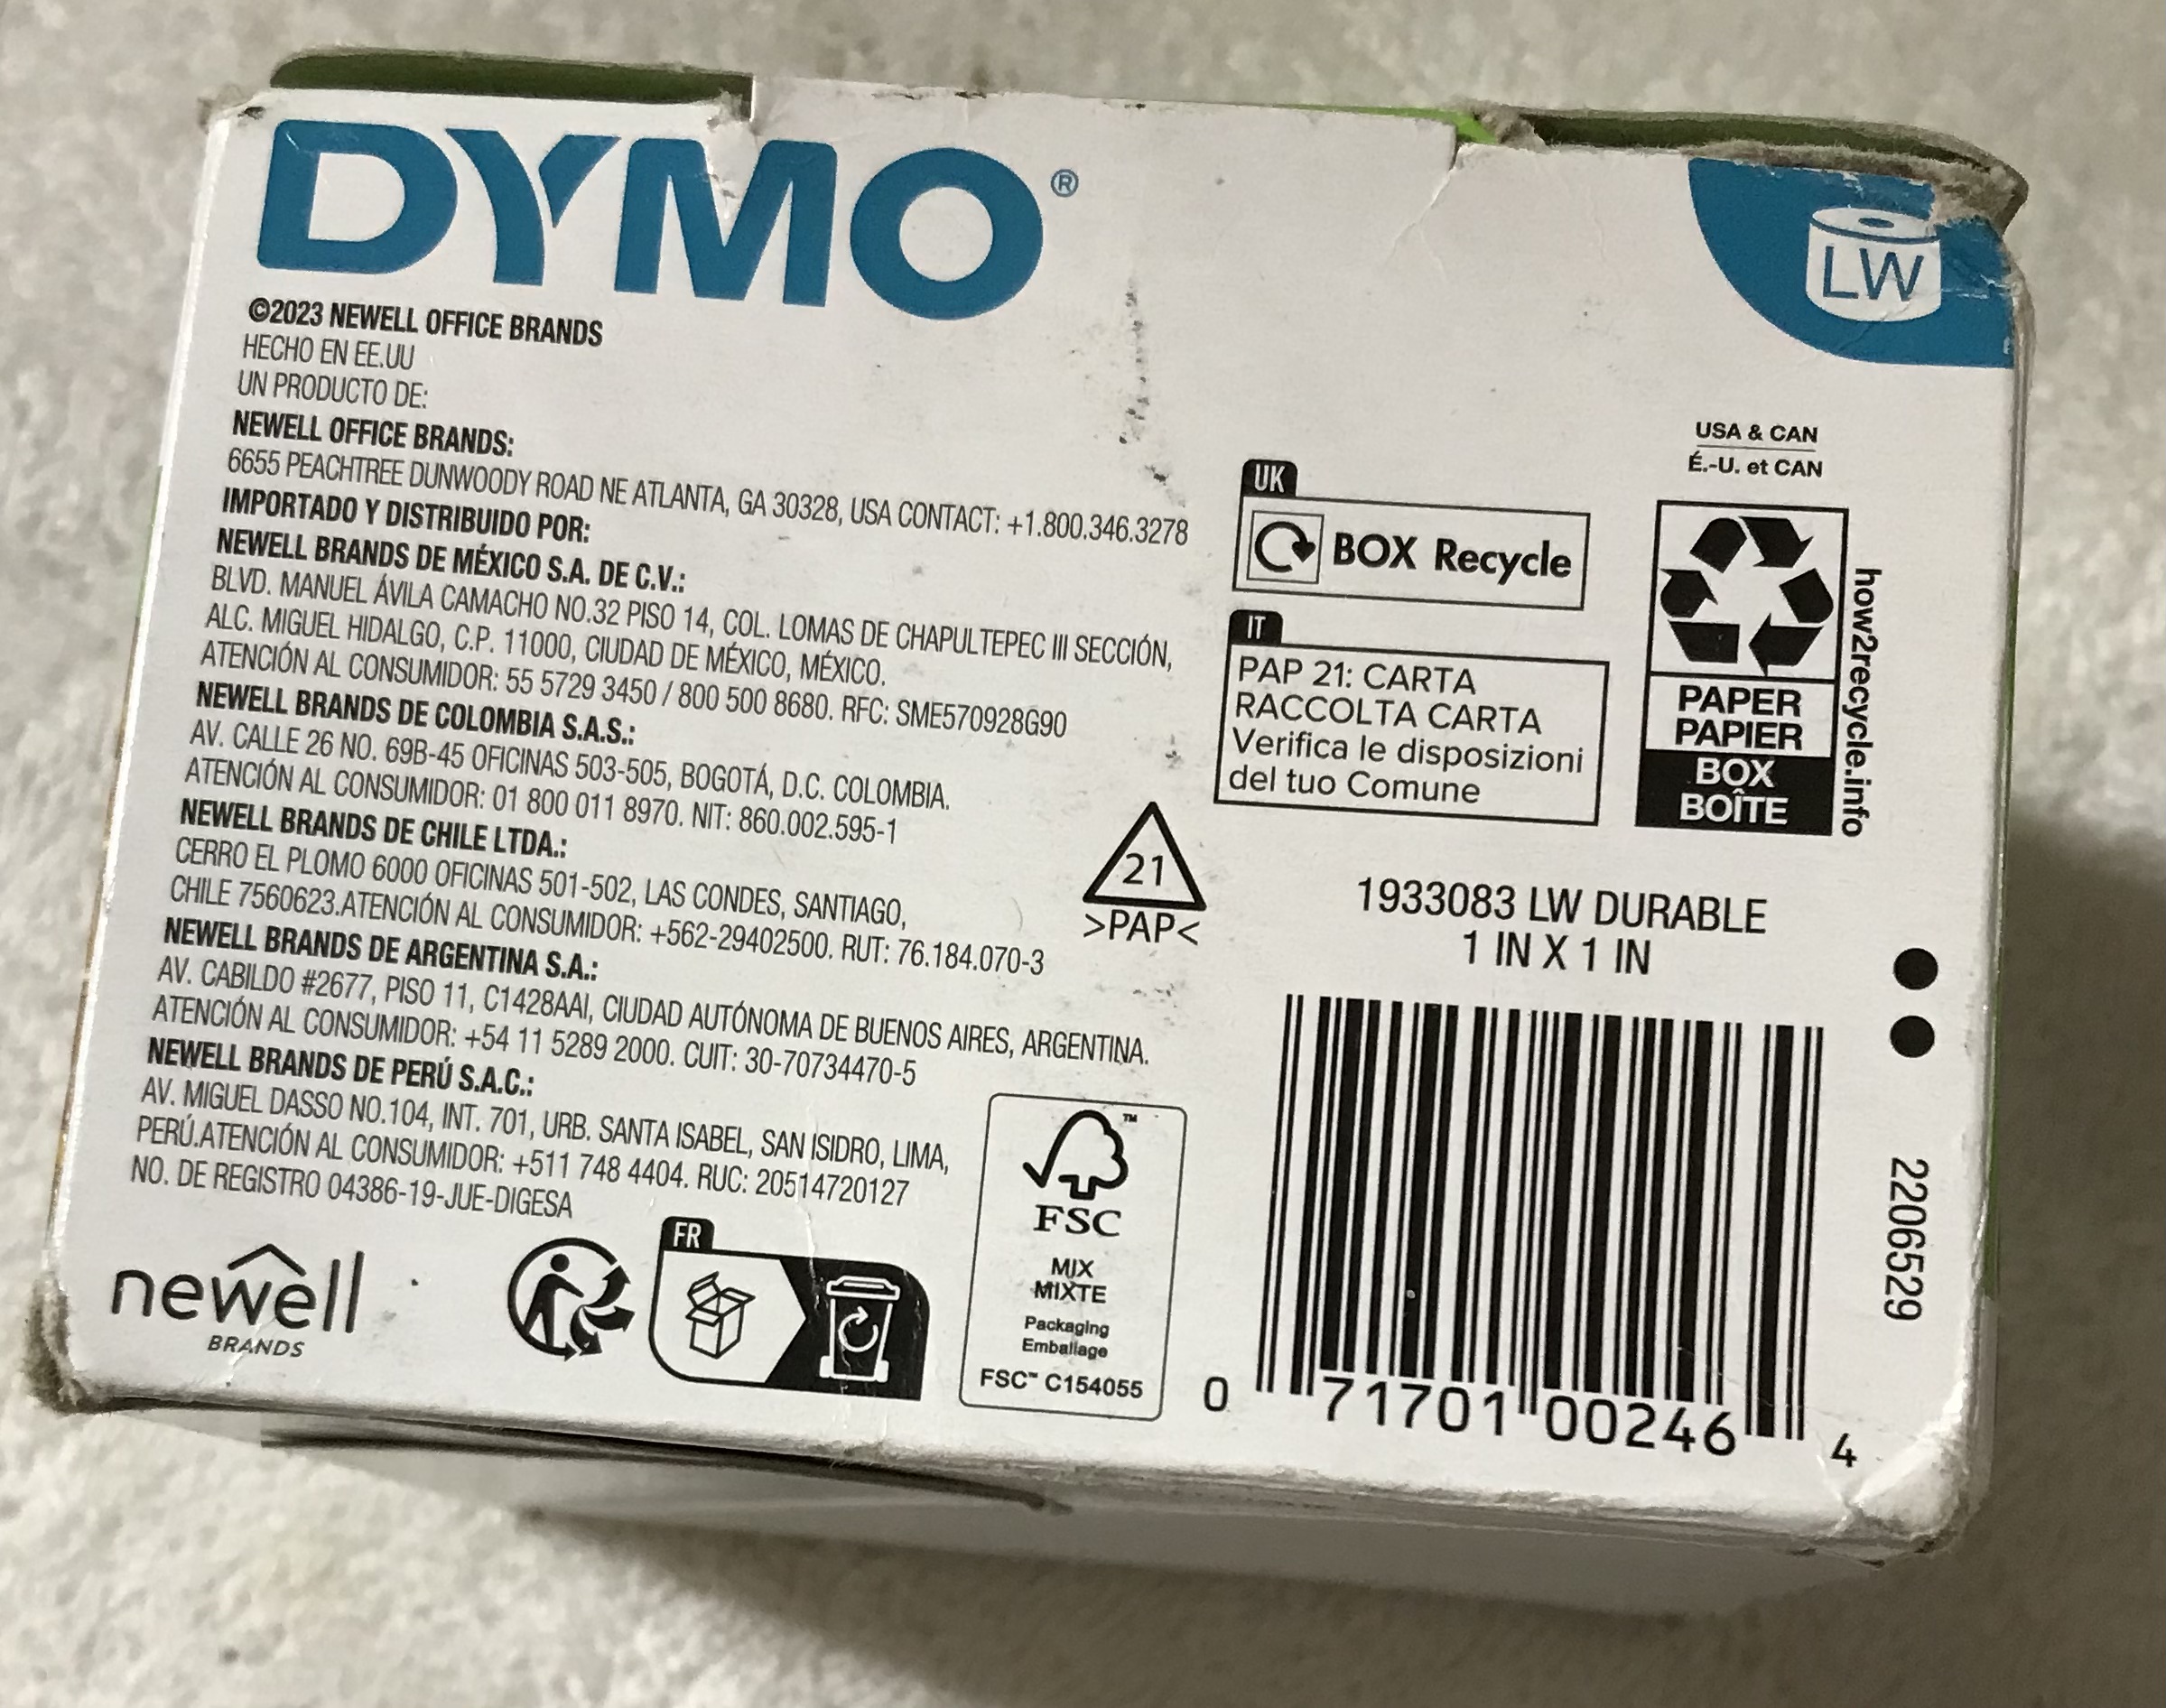 DYMO®
LW
©2023 NEWELL OFFICE BRANDS
HECHO EN EE.UU
UN PRODUCTO DE:
NEWELL OFFICE BRANDS:
6655 PEACHTREE DUNWOODY ROAD NE ATLANTA, GA 30328, USA CONTACT: +1.800.346.3278
IMPORTADO Y DISTRIBUIDO POR:
NEWELL BRANDS DE MÉXICO S.A. DE C.V.:
BLVD. MANUEL ÁVILA CAMACHO NO.32 PISO 14, COL. LOMAS DE CHAPULTEPEC III SECCIÓN,
ALC. MIGUEL HIDALGO, C.P. 11000, CIUDAD DE MÉXICO, MÉXICO.
ATENCIÓN AL CONSUMIDOR: 55 5729 3450 / 800 500 8680. RFC: SME570928G90
NEWELL BRANDS DE COLOMBIA S.A.S.:
AV. CALLE 26 NO. 69B-45 OFICINAS 503-505, BOGOTÁ, D.C. COLOMBIA.
ATENCIÓN AL CONSUMIDOR: 01 800 011 8970. NIT: 860.002.595-1
NEWELL BRANDS DE CHILE LTDA.:
CERRO EL PLOMO 6000 OFICINAS 501-502, LAS CONDES, SANTIAGO,
CHILE 7560623.ATENCIÓN AL CONSUMIDOR: +562-29402500. RUT: 76.184.070-3
NEWELL BRANDS DE ARGENTINA S.A.:
AV. CABILDO #2677, PISO 11, C1428AAI, CIUDAD AUTÓNOMA DE BUENOS AIRES, ARGENTINA.
ATENCIÓN AL CONSUMIDOR: +54 11 5289 2000. CUIT: 30-70734470-5
NEWELL BRANDS DE PERÚ S.A.C.:
AV. MIGUEL DASSO NO.104, INT. 701, URB. SANTA ISABEL, SAN ISIDRO, LIMA,
PERÚ.ATENCIÓN AL CONSUMIDOR: +511 748 4404. RUC: 20514720127
NO. DE REGISTRO 04386-19-JUE-DIGESA
newell
BRANDS
FR
FSC
™
MIX
MIXTE
Packaging
Emballage
FSC™ C154055
21
>PAP<
UK
BOX Recycle
IT
PAP 21: CARTA
RACCOLTA CARTA
Verifica le disposizioni
del tuo Comune
USA & CAN
É.-U. et CAN
PAPER
PAPIER
BOX
BOÎTE
how2recycle.info
1933083 LW DURABLE
1 IN X 1 IN
0 71701 00246 4
2206529